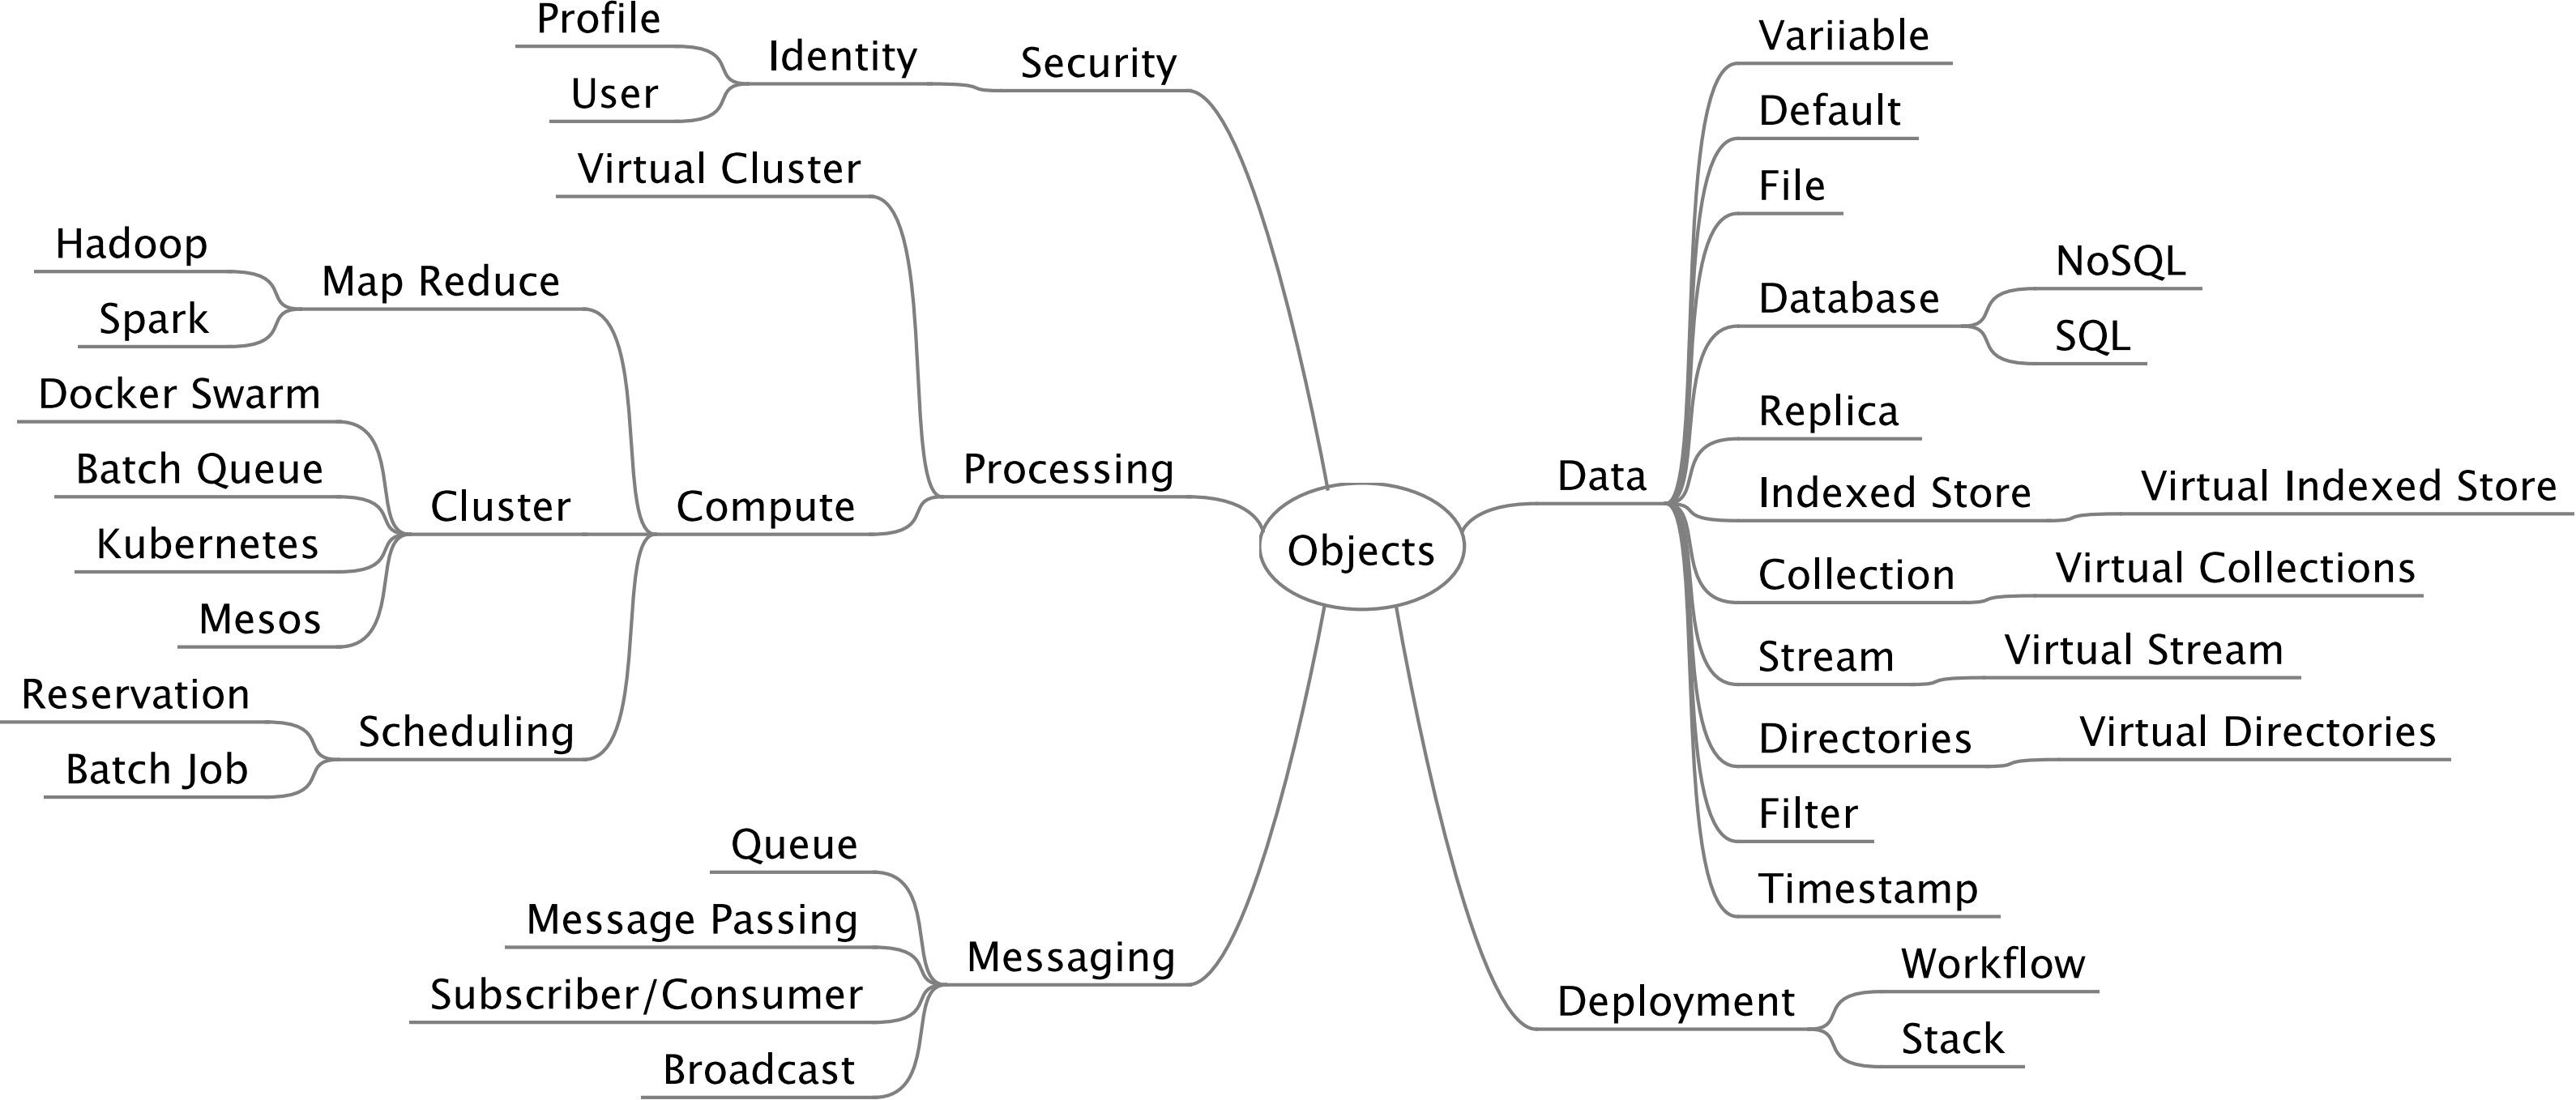 Profile
User
Identity
Security
Virtual Cluster
Hadoop
Spark
Map Reduce
Docker Swarm
Batch Queue
Kubernetes
Mesos
Cluster
Compute
Processing
Reservation
Batch Job
Scheduling
Queue
Message Passing
Subscriber/Consumer
Broadcast
Messaging
Objects
Data
Variiable
Default
File
Database
NoSQL
SQL
Replica
Indexed Store
Virtual Indexed Store
Collection
Virtual Collections
Stream
Virtual Stream
Directories
Virtual Directories
Filter
Timestamp
Deployment
Workflow
Stack